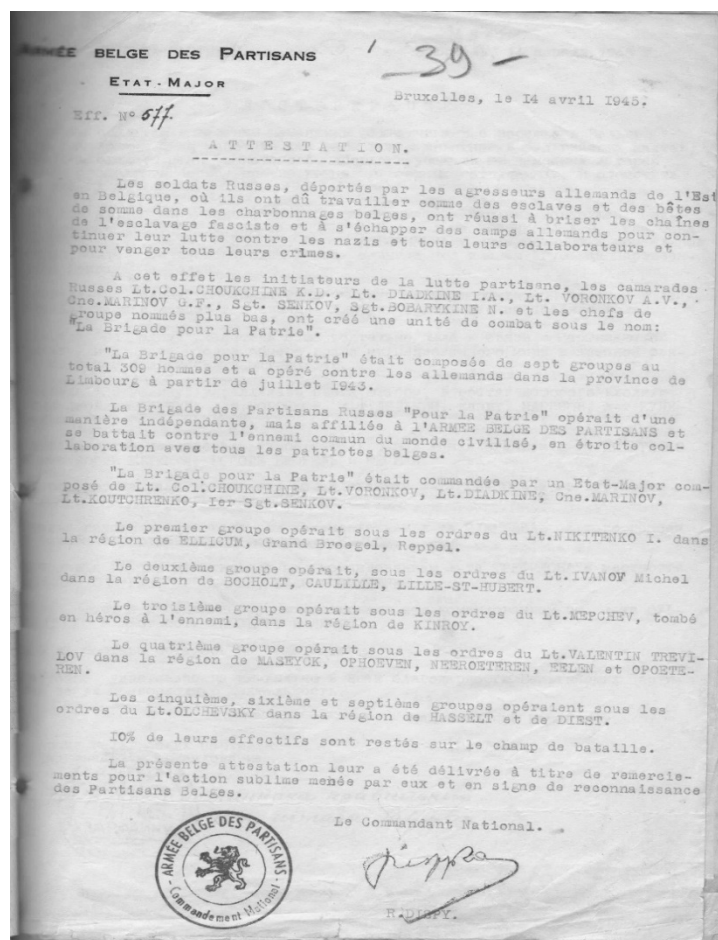 ARMÉE BELGE DES PARTISANS
39 -
ETAT-MAJOR
Bruxelles, le 14 avril 1945.
Eff. N° 577.
ATTESTATION.
Les soldats Russes, déportés par les agresseurs allemands de l'Est
en Belgique, où ils ont dû travailler comme des esclaves et des bêtes
de somme dans les charbonnages belges, ont réussi à briser les chaînes
de l'esclavage fasciste et à s'échapper des camps allemands pour con-
tinuer leur lutte contre les nazis et tous leurs collaborateurs et
pour venger tous leurs crimes.
A cet effet les initiateurs de la lutte partisane, les camarades
Russes Lt.Col.CHOUKCHINE K.D., Lt. DIADKINE I.A., Lt. VORONKOV A.V.,
Cne.MARINOV G.F., Sgt. SENKOV, Sgt.BOBARYKINE N. et les chefs de
groupe nommés plus bas, ont créé une unité de combat sous le nom:
"La Brigade pour la Patrie".
"La Brigade pour la Patrie" était composée de sept groupes au
total 309 hommes et a opéré contre les allemands dans la province de
Limbourg à partir de juillet 1943.
La Brigade des Partisans Russes "Pour la Patrie" opérait d'une
manière indépendante, mais affiliée à l'ARMEE BELGE DES PARTISANS et
se battait contre l'ennemi commun du monde civilisé, en étroite col-
laboration avec tous les patriotes belges.
"La Brigade pour la Patrie" était commandée par un Etat-Major com-
posé de Lt. Col.CHOUKCHINE, Lt.VORONKOV, Lt.DIADKINE, Cne.MARINOV,
Lt.KOUTCHRENKO, 1er Sgt.SENKOV.
Le premier groupe opérait sous les ordres du Lt.NIKITENKO I. dans
la région de ELLICUM, Grand Broegel, Reppel.
Le deuxième groupe opérait, sous les ordres du Lt.IVANOV Michel
dans la région de BOCHOLT, CAULILLE, LILLE-ST-HUBERT.
Le troisième groupe opérait sous les ordres du Lt.MEPCHEV, tombé
en héros à l'ennemi, dans la région de KINROY.
Le quatrième groupe opérait sous les ordres du Lt.VALENTIN TREVI-
LOV dans la région de MASEYCK, OPHOEVEN, NEEROETEREN, EELEN et OPOETE-
REN.
Les cinquième, sixième et septième groupes opéraient sous les
ordres du Lt.OLCHEVSKY dans la région de HASSELT et de DIEST.
10% de leurs effectifs sont restés sur le champ de bataille.
La présente attestation leur a été délivrée à titre de remercie-
ments pour l'action sublime menée par eux et en signe de reconnaissance
des Partisans Belges.
Le Commandant National.
ARMÉE BELGE DES PARTISANS
Commandement National
R.DISPY.